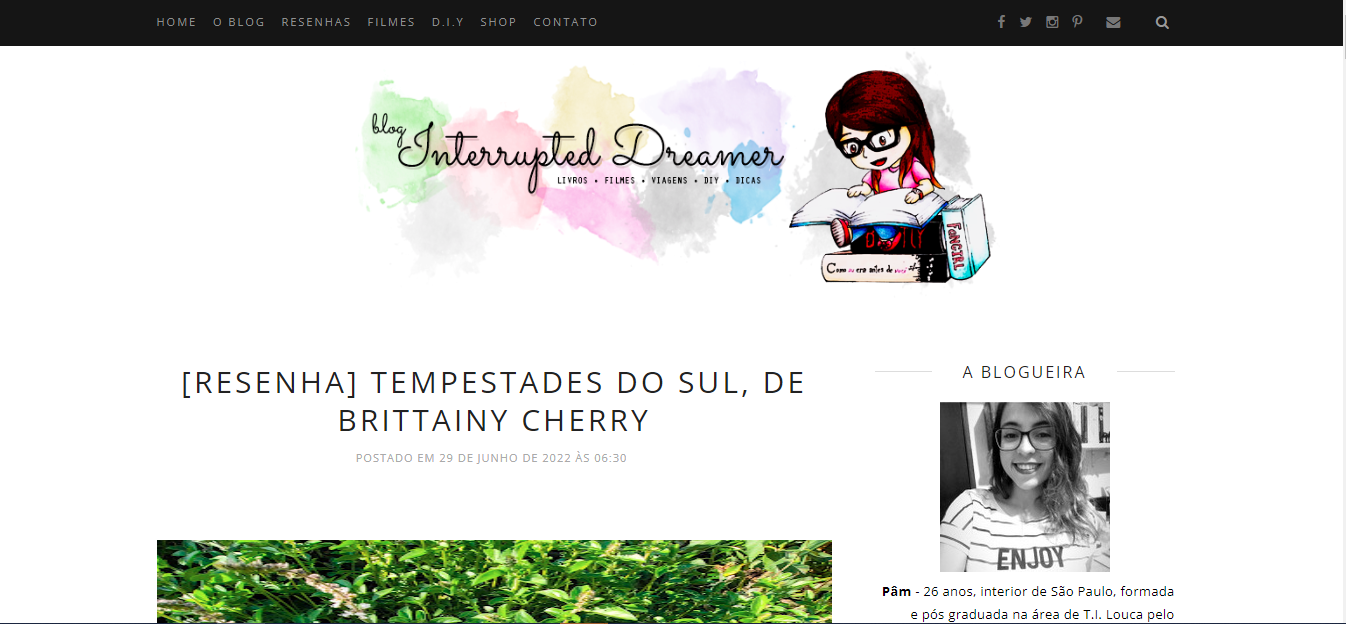 HOME O BLOG RESENHAS FILMES D.I.Y SHOP CONTATO
blog
Interrupted Dreamer
LIVROS • FILMES • VIAGENS • DIY • DICAS
FANGIRL
Como eu era antes de você
[RESENHA] TEMPESTADES DO SUL, DE
BRITTAINY CHERRY
POSTADO EM 29 DE JUNHO DE 2022 ÀS 06:30
A BLOGUEIRA
ENJOY
Pâm - 26 anos, interior de São Paulo, formada
e pós graduada na área de T.I. Louca pelo